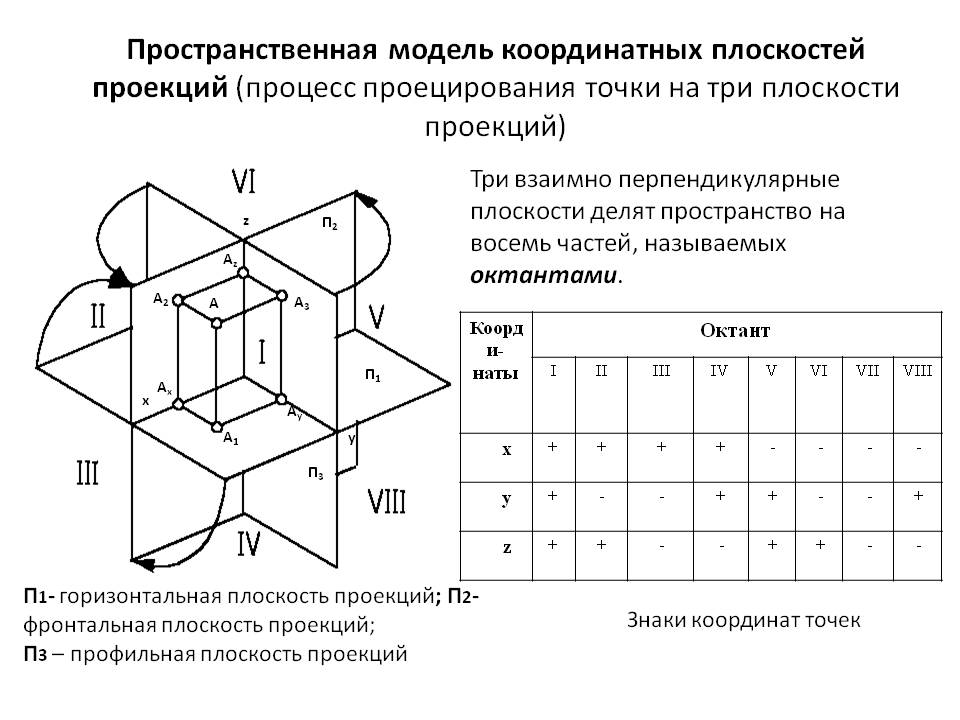 Пространственная модель координатных плоскостей
проекций (процесс проецирования точки на три плоскости
проекций)
Три взаимно перпендикулярные
плоскости делят пространство на
восемь частей, называемых
октантами.
VI
z
П2
Az
A2
A
A3
II
V
I
П1
Ax
x
Ay
A1
y
III
П3
VIII
IV
Коорд
и-
наты
Октант
I II III IV V VI VII VIII
x + + + + - - - -
y + - - + + - - +
z + + - - + + - -
П1- горизонтальная плоскость проекций; П2-
фронтальная плоскость проекций;
П3 – профильная плоскость проекций
Знаки координат точек